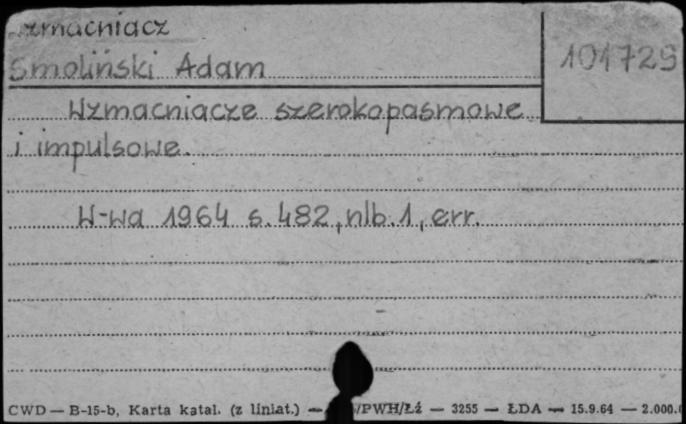 zmacniacz
Smoliński Adam
101729
Wzmacniacze szerokopasmowe
i impulsowe.
W-wa 1964 s. 482, nlb. 1, err.
CWD — B-15-b, Karta katal. (z liniat.) — /PWH/Łź — 3255 — ŁDA — 15.9.64 — 2.000.